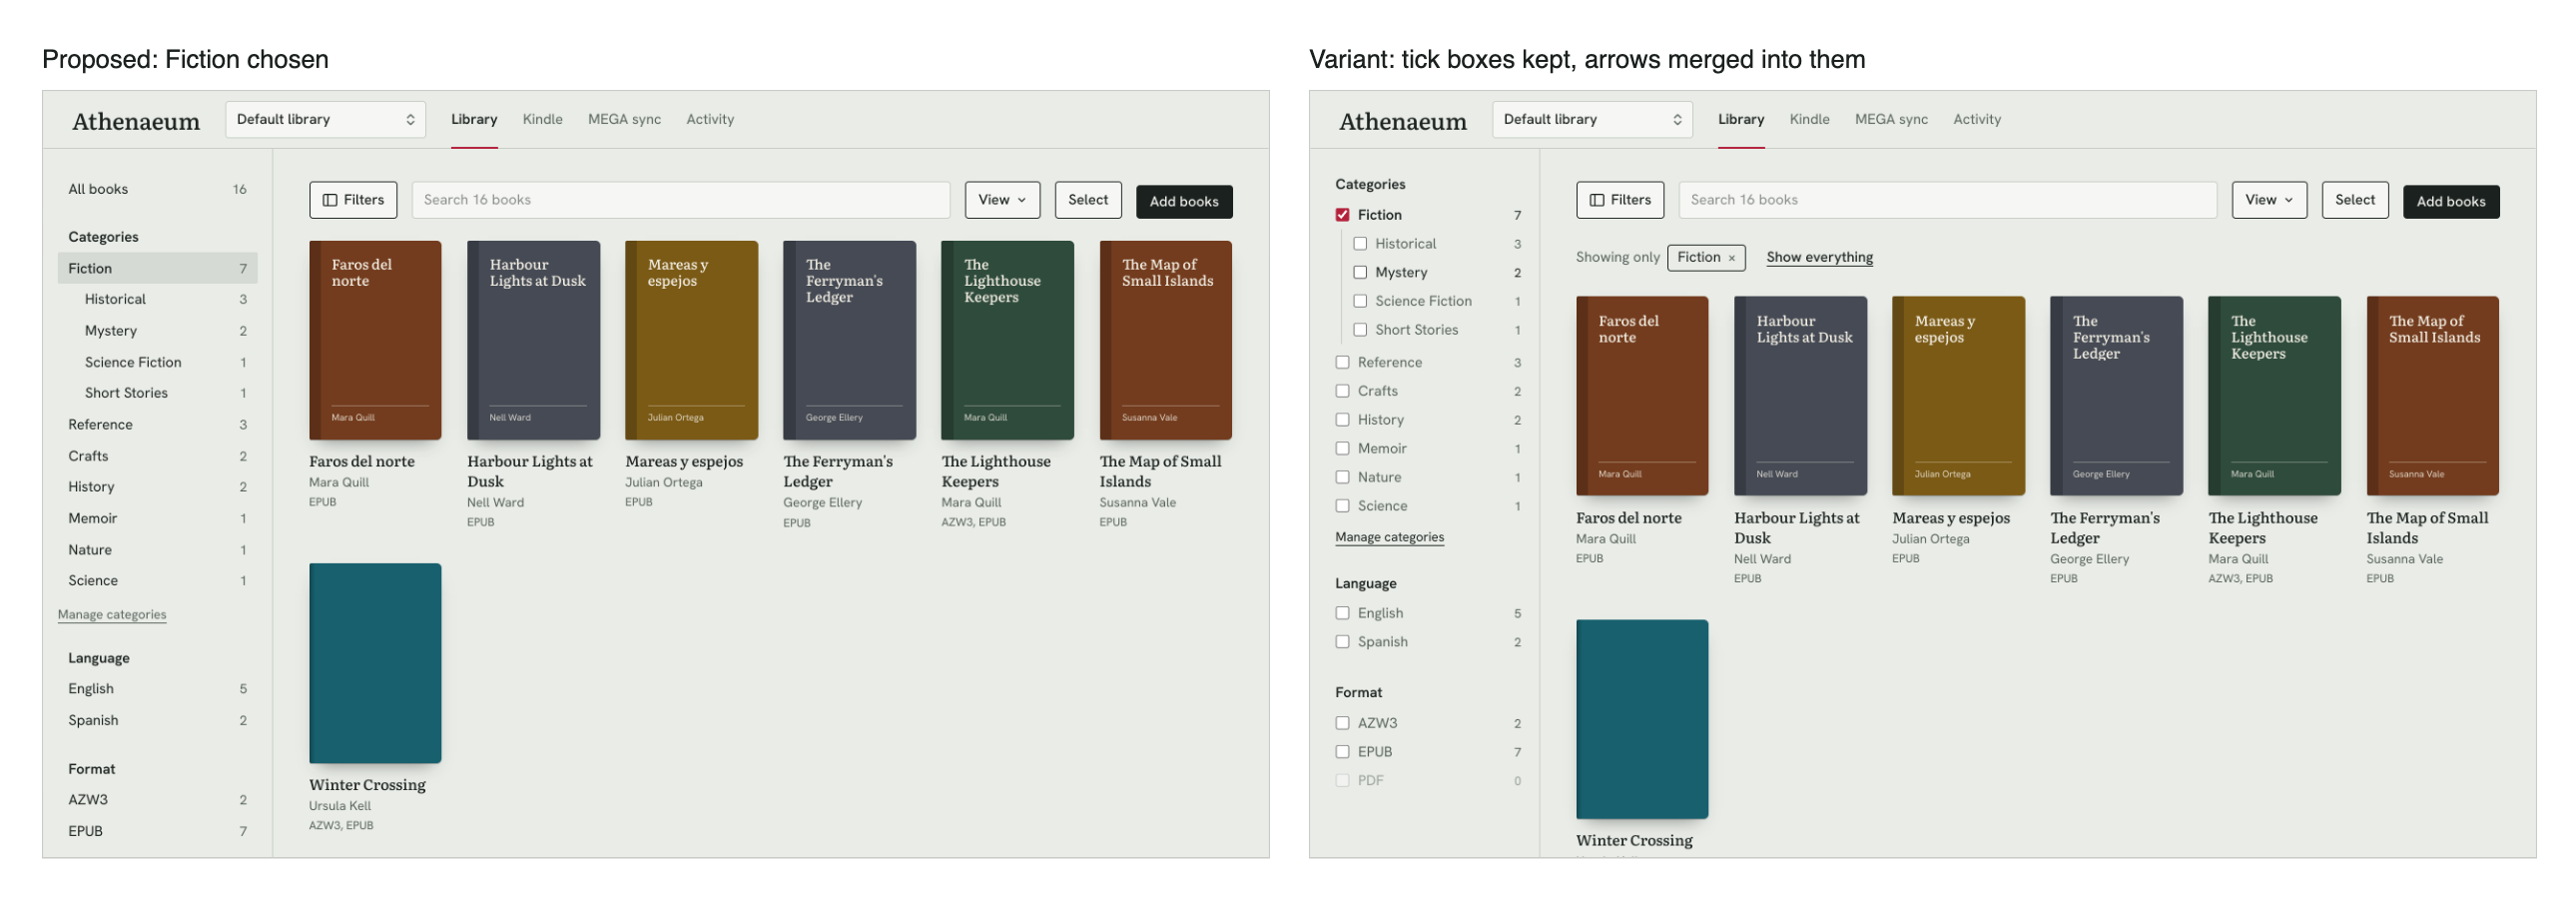 Proposed: Fiction chosen
Athenaeum
Default library
Library
Kindle
MEGA sync
Activity
All books 16
Categories
Fiction 7
Historical 3
Mystery 2
Science Fiction 1
Short Stories 1
Reference 3
Crafts 2
History 2
Memoir 1
Nature 1
Science 1
Manage categories
Language
English 5
Spanish 2
Format
AZW3 2
EPUB 7
Filters
Search 16 books
View
Select
Add books
Faros del
norte
Mara Quill
Faros del norte
Mara Quill
EPUB
Harbour
Lights at Dusk
Nell Ward
Harbour Lights at
Dusk
Nell Ward
EPUB
Mareas y
espejos
Julian Ortega
Mareas y espejos
Julian Ortega
EPUB
The
Ferryman's
Ledger
George Ellery
The Ferryman's
Ledger
George Ellery
EPUB
The
Lighthouse
Keepers
Mara Quill
The Lighthouse
Keepers
Mara Quill
AZW3, EPUB
The Map of
Small Islands
Susanna Vale
The Map of Small
Islands
Susanna Vale
EPUB
Winter Crossing
Ursula Kell
AZW3, EPUB
Variant: tick boxes kept, arrows merged into them
Athenaeum
Default library
Library
Kindle
MEGA sync
Activity
Categories
Fiction 7
Historical 3
Mystery 2
Science Fiction 1
Short Stories 1
Reference 3
Crafts 2
History 2
Memoir 1
Nature 1
Science 1
Manage categories
Language
English 5
Spanish 2
Format
AZW3 2
EPUB 7
PDF 0
Filters
Search 16 books
View
Select
Add books
Showing only
Fiction ×
Show everything
Faros del
norte
Mara Quill
Faros del norte
Mara Quill
EPUB
Harbour
Lights at Dusk
Nell Ward
Harbour Lights at
Dusk
Nell Ward
EPUB
Mareas y
espejos
Julian Ortega
Mareas y espejos
Julian Ortega
EPUB
The
Ferryman's
Ledger
George Ellery
The Ferryman's
Ledger
George Ellery
EPUB
The
Lighthouse
Keepers
Mara Quill
The Lighthouse
Keepers
Mara Quill
AZW3, EPUB
The Map of
Small Islands
Susanna Vale
The Map of Small
Islands
Susanna Vale
EPUB
Winter Crossing